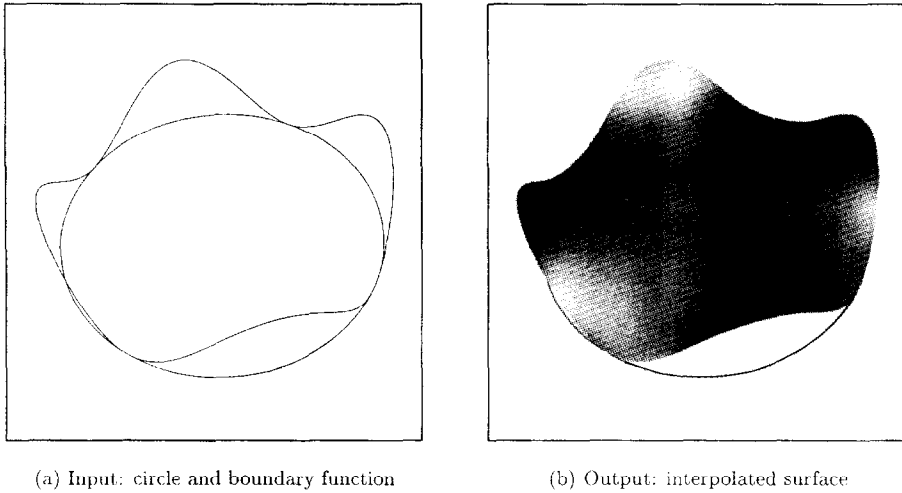 (a) Input: circle and boundary function
(b) Output: interpolated surface